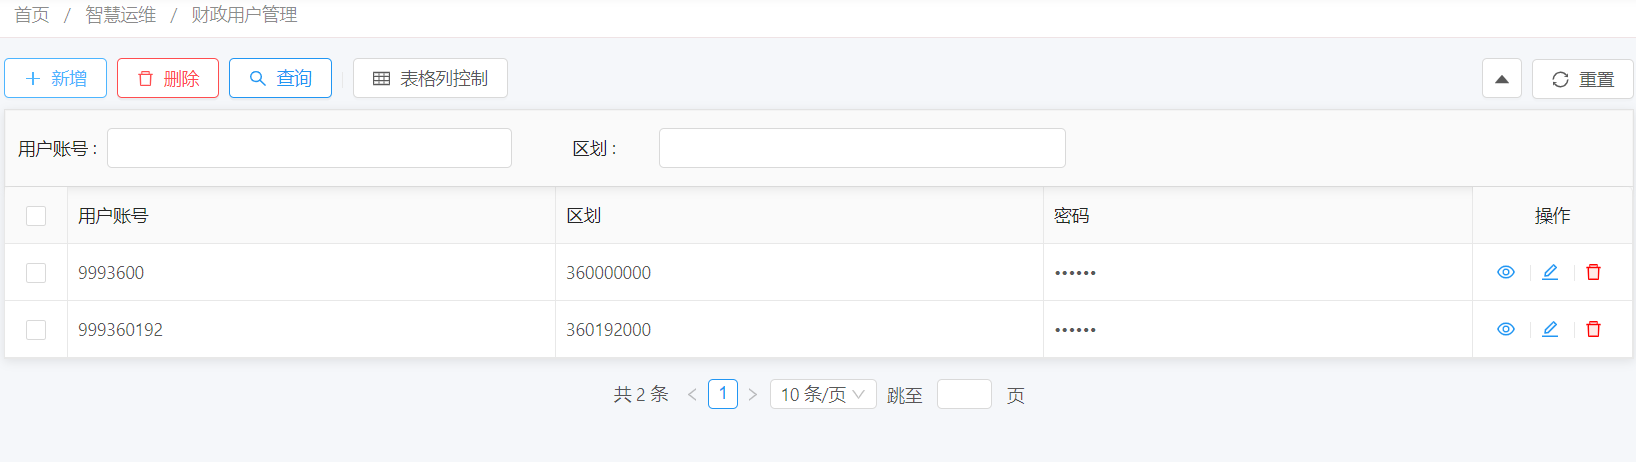 首页 / 智慧运维 / 财政用户管理
新增 删除 查询 表格列控制 重置
用户账号 : 区划 :
用户账号 区划 密码 操作
9993600 360000000 ••••••
999360192 360192000 ••••••
共 2 条 < 1 > 10 条/页 跳至 页